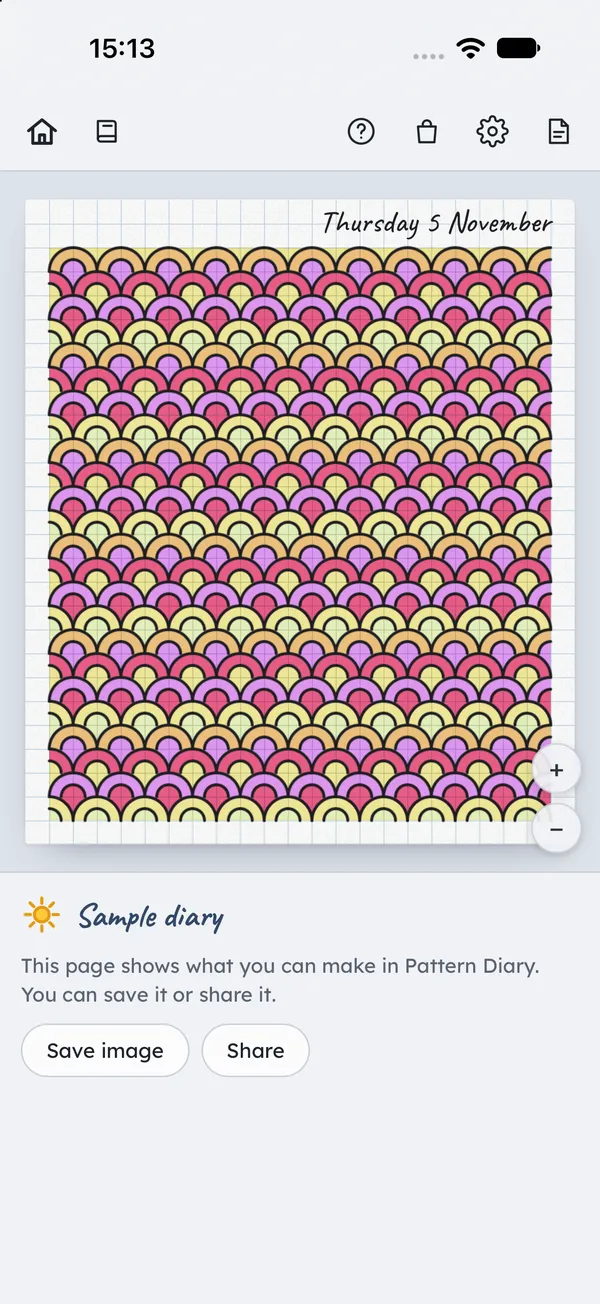 15:13
Thursday 5 November
+
−
Sample diary
This page shows what you can make in Pattern Diary.
You can save it or share it.
Save image
Share